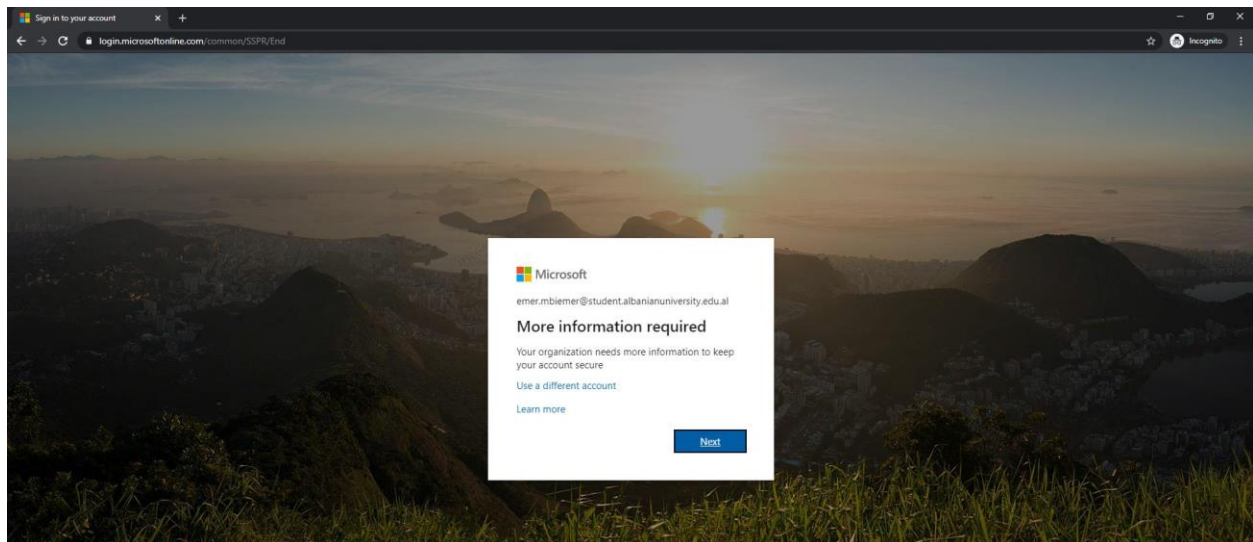 Sign in to your account
login.microsoftonline.com/common/SSPR/End
Incognito
Microsoft
emer.mbiemer@student.albanianuniversity.edu.al
More information required
Your organization needs more information to keep
your account secure
Use a different account
Learn more
Next